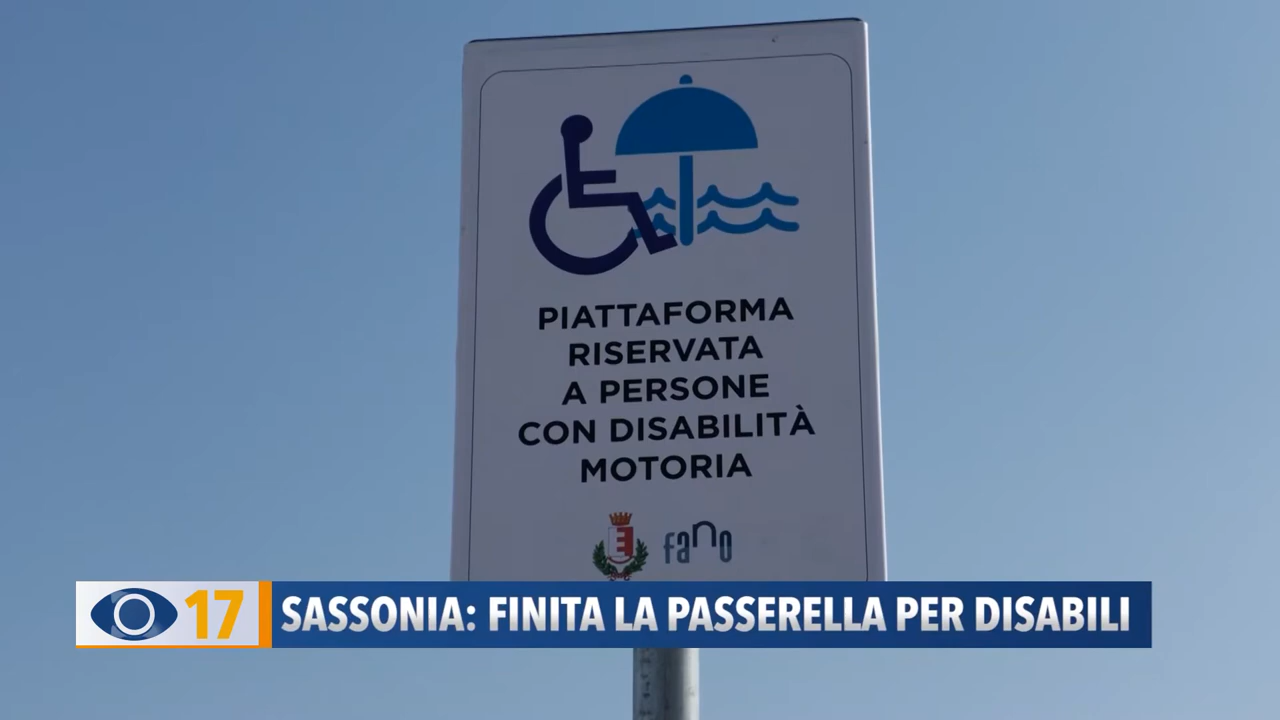 PIATTAFORMA
RISERVATA
A PERSONE
CON DISABILITÀ
MOTORIA
fano
17
SASSONIA: FINITA LA PASSERELLA PER DISABILI